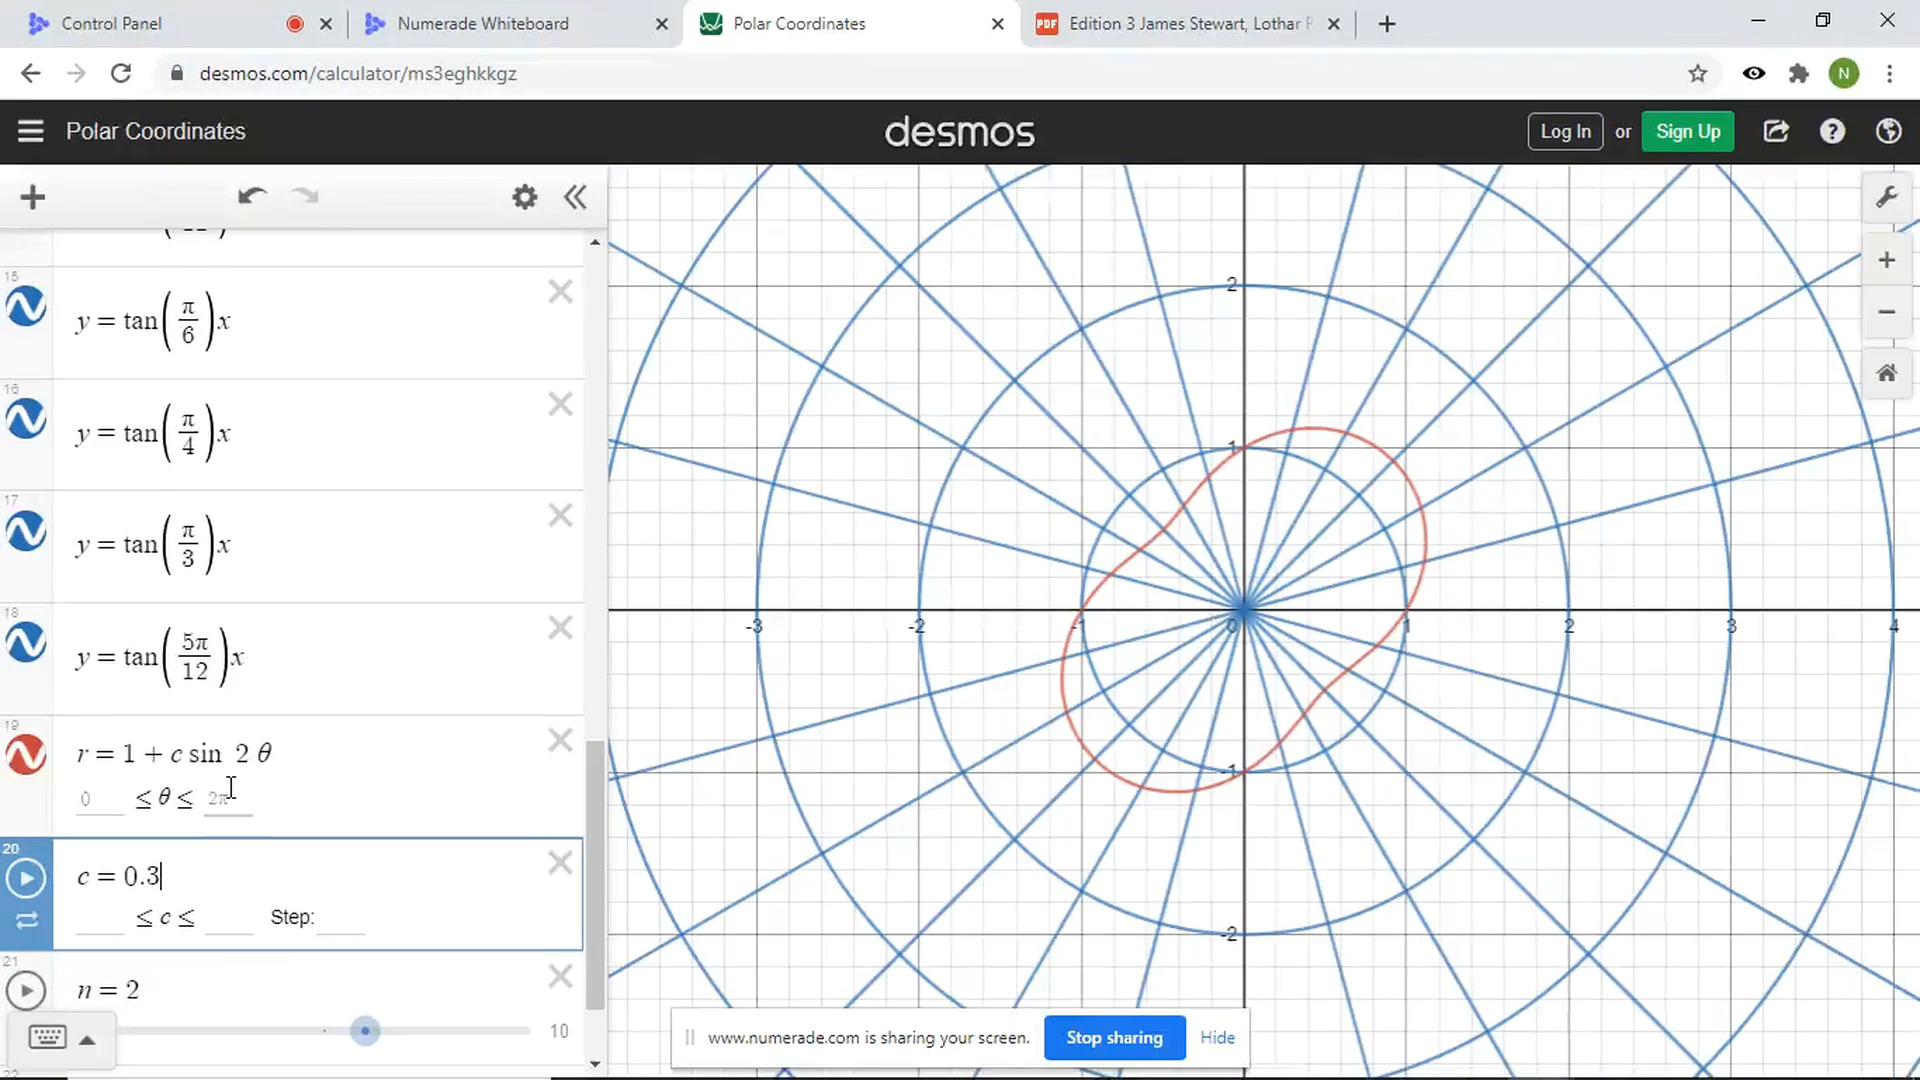 Control Panel
Numerade Whiteboard
Polar Coordinates
PDF
Edition 3 James Stewart, Lothar
desmos.com/calculator/ms3eghkkgz
N
Polar Coordinates
desmos
Log In or Sign Up
15
y = tan(π/6)x
16
y = tan(π/4)x
17
y = tan(π/3)x
18
y = tan(5π/12)x
19
r = 1 + c sin 2 θ
0 ≤ θ ≤ 2π
20
c = 0.3
≤ c ≤ Step:
21
n = 2
10
2
1
-3 -2 -1 0 1 2 3 4
-1
-2
www.numerade.com is sharing your screen. Stop sharing Hide